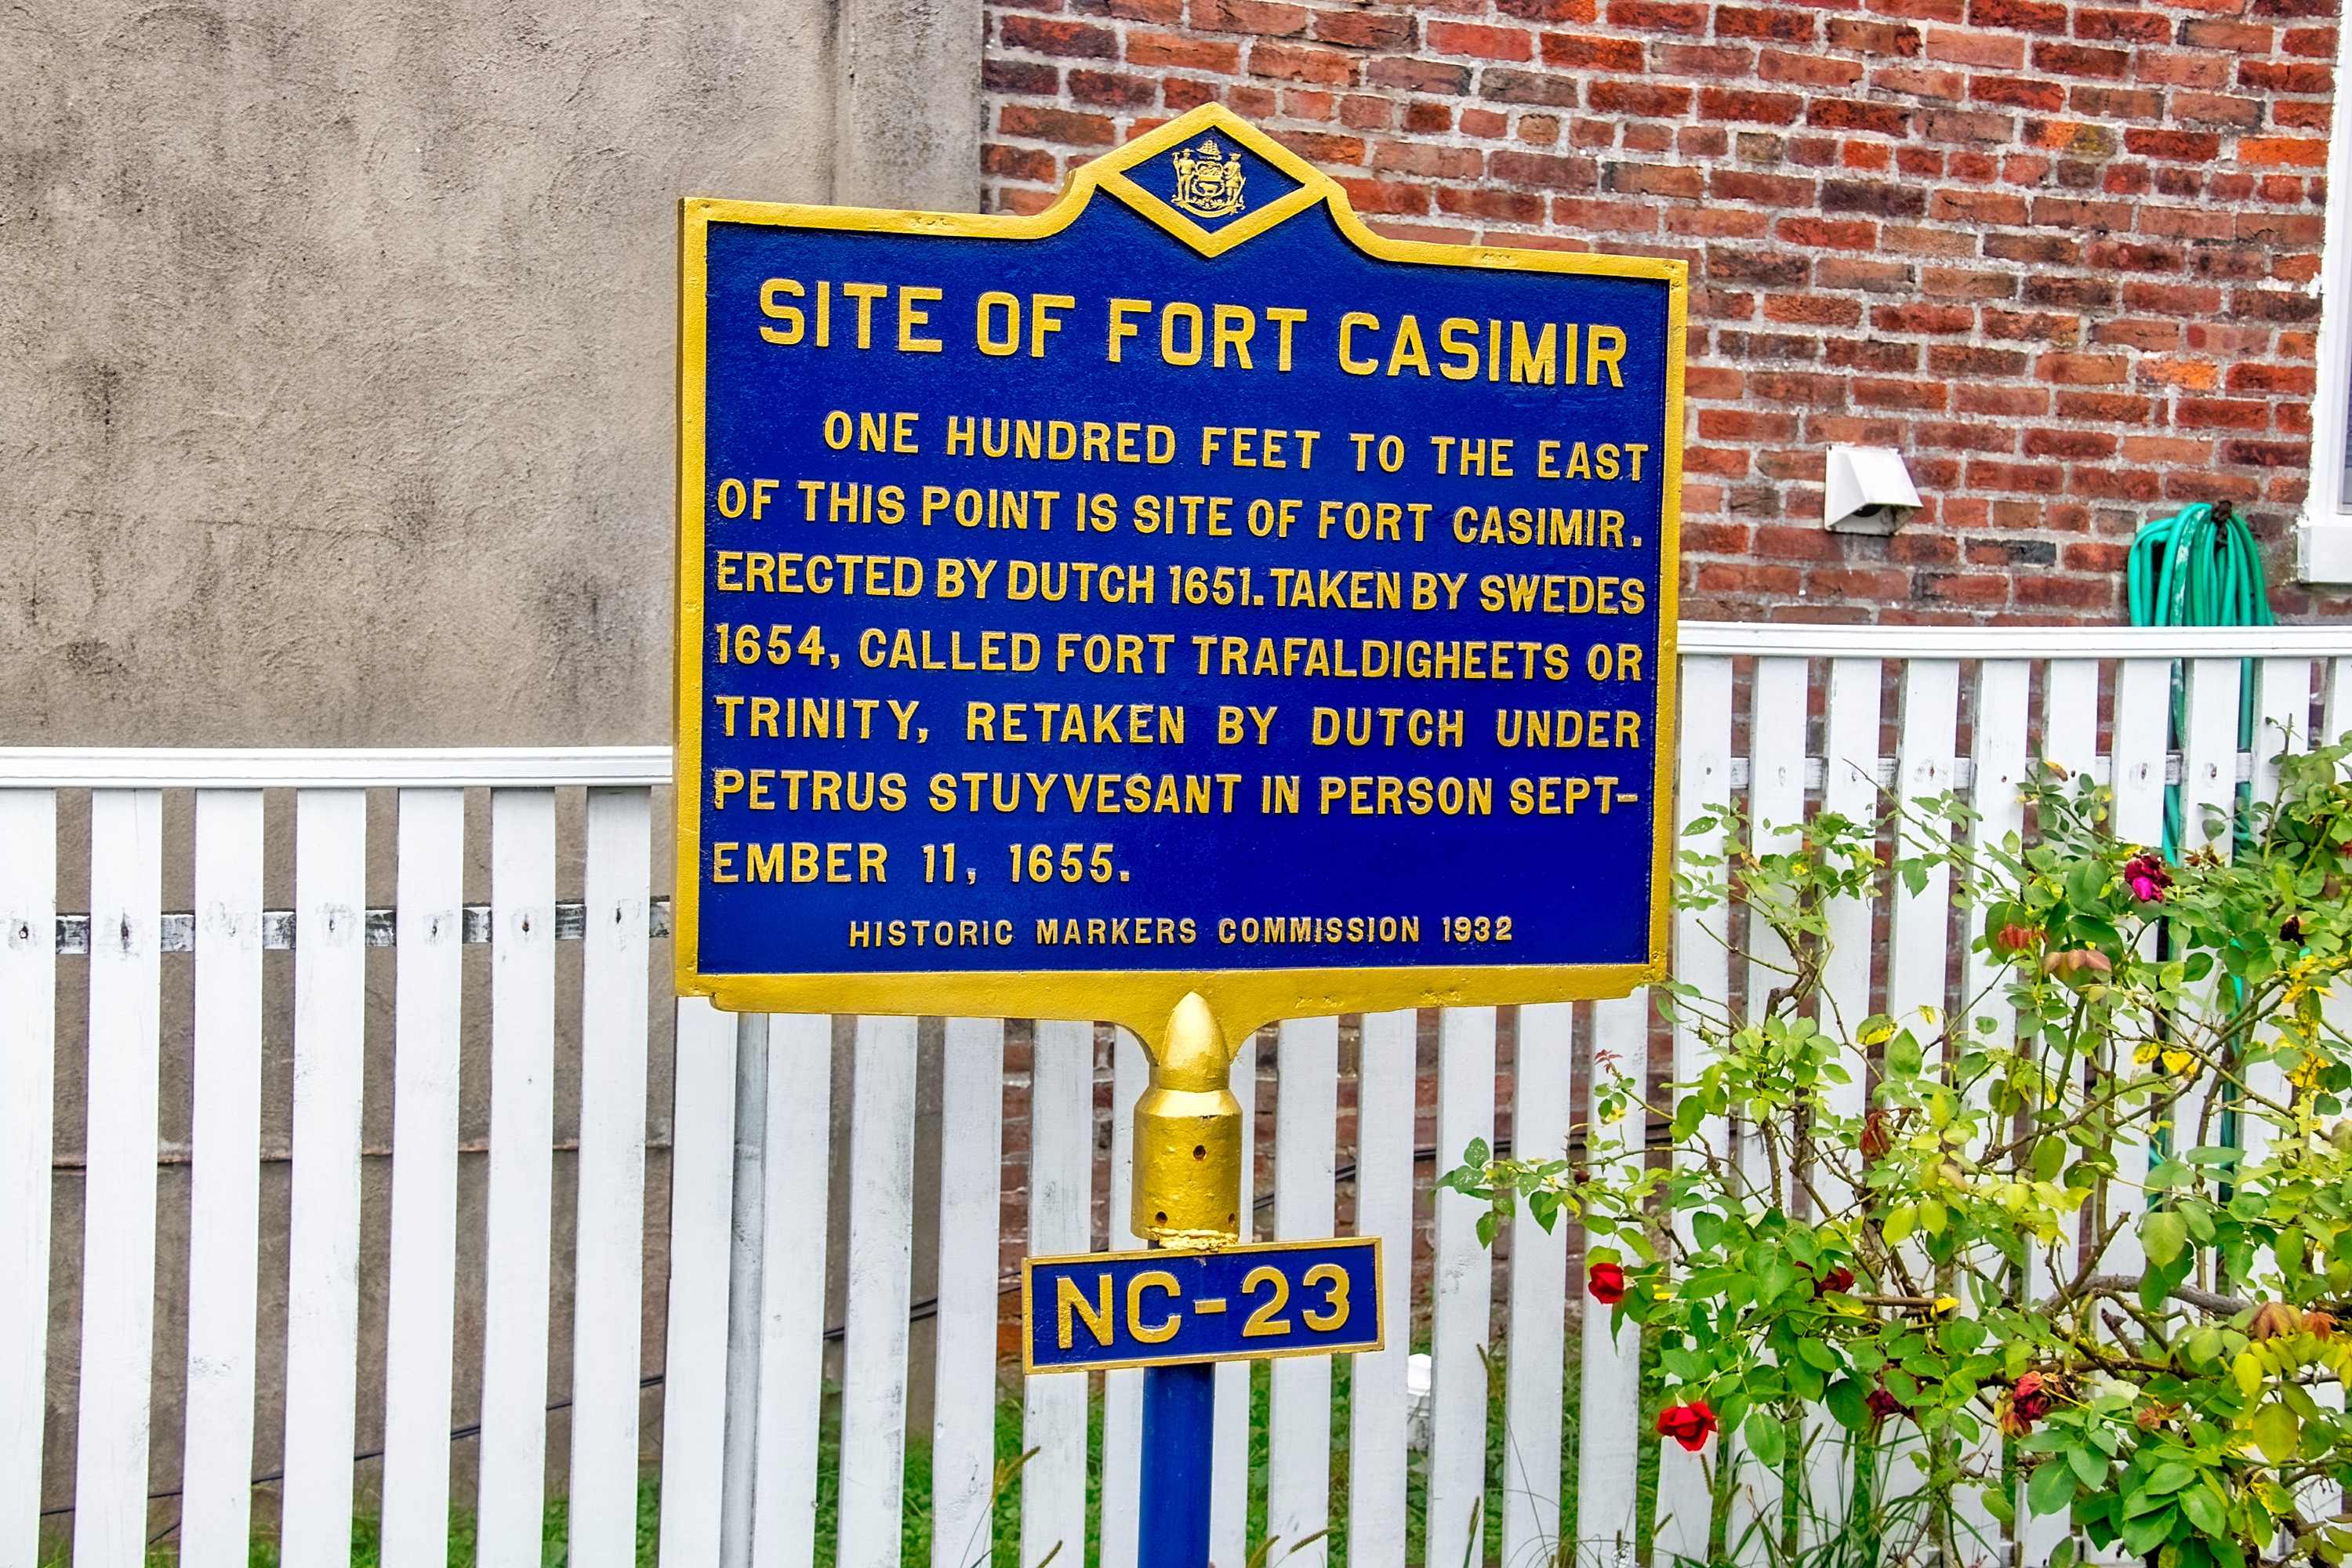 SITE OF FORT CASIMIR
ONE HUNDRED FEET TO THE EAST
OF THIS POINT IS SITE OF FORT CASIMIR.
ERECTED BY DUTCH 1651. TAKEN BY SWEDES
1654, CALLED FORT TRAFALDIGHEETS OR
TRINITY, RETAKEN BY DUTCH UNDER
PETRUS STUYVESANT IN PERSON SEPT-
EMBER 11, 1655.
HISTORIC MARKERS COMMISSION 1932
NC-23